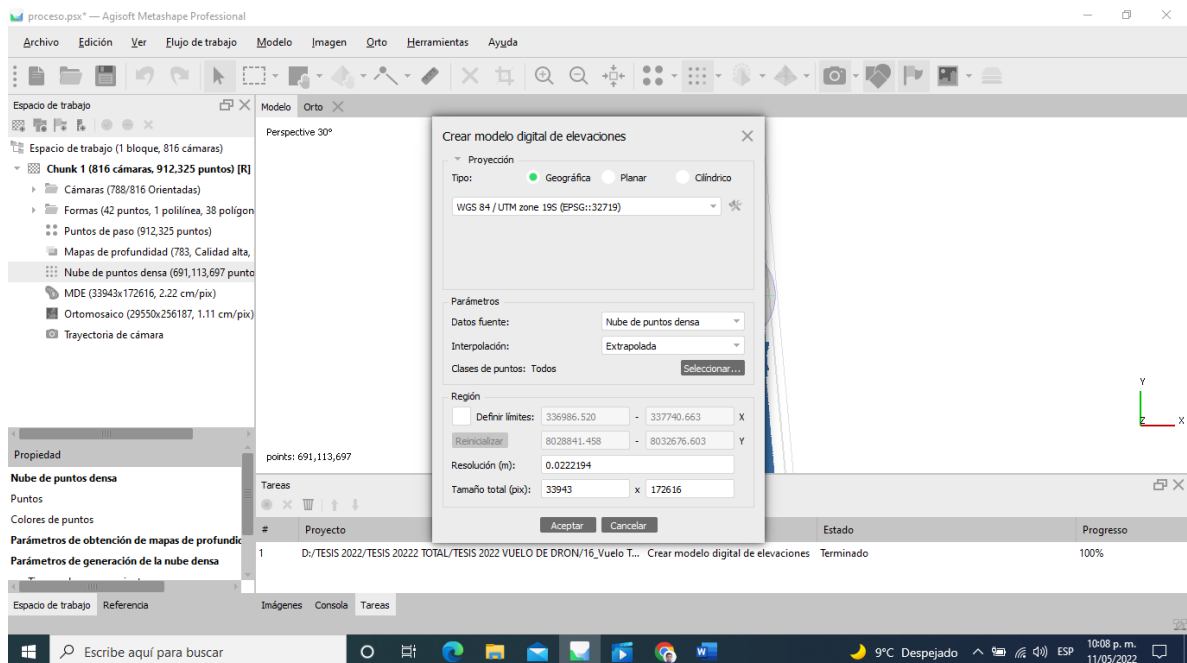 proceso.psx* — Agisoft Metashape Professional
Archivo Edición Ver Flujo de trabajo Modelo Imagen Orto Herramientas Ayuda
Espacio de trabajo
Modelo Orto
Espacio de trabajo (1 bloque, 816 cámaras)
Chunk 1 (816 cámaras, 912,325 puntos) [R]
Cámaras (788/816 Orientadas)
Formas (42 puntos, 1 polilínea, 38 polígon
Puntos de paso (912,325 puntos)
Mapas de profundidad (783, Calidad alta,
Nube de puntos densa (691,113,697 punto
MDE (33943x172616, 2.22 cm/pix)
Ortomosaico (29550x256187, 1.11 cm/pix)
Trayectoria de cámara
Perspective 30°
Crear modelo digital de elevaciones
Proyección
Tipo: Geográfica Planar Cilíndrico
WGS 84 / UTM zone 19S (EPSG::32719)
Parámetros
Datos fuente: Nube de puntos densa
Interpolación: Extrapolada
Clases de puntos: Todos Seleccionar...
Región
Definir límites: 336986.520 - 337740.663 X
Reinicializar 8028841.458 - 8032676.603 Y
Resolución (m): 0.0222194
Tamaño total (pix): 33943 x 172616
Aceptar Cancelar
Y
Z X
points: 691,113,697
Propiedad
Nube de puntos densa
Puntos
Colores de puntos
Parámetros de obtención de mapas de profundic
Parámetros de generación de la nube densa
Tareas
# Proyecto Estado Progresso
1 D:/TESIS 2022/TESIS 20222 TOTAL/TESIS 2022 VUELO DE DRON/16_Vuelo T... Crear modelo digital de elevaciones Terminado 100%
Espacio de trabajo Referencia
Imágenes Consola Tareas
Escribe aquí para buscar
9°C Despejado
ESP
10:08 p. m.
11/05/2022